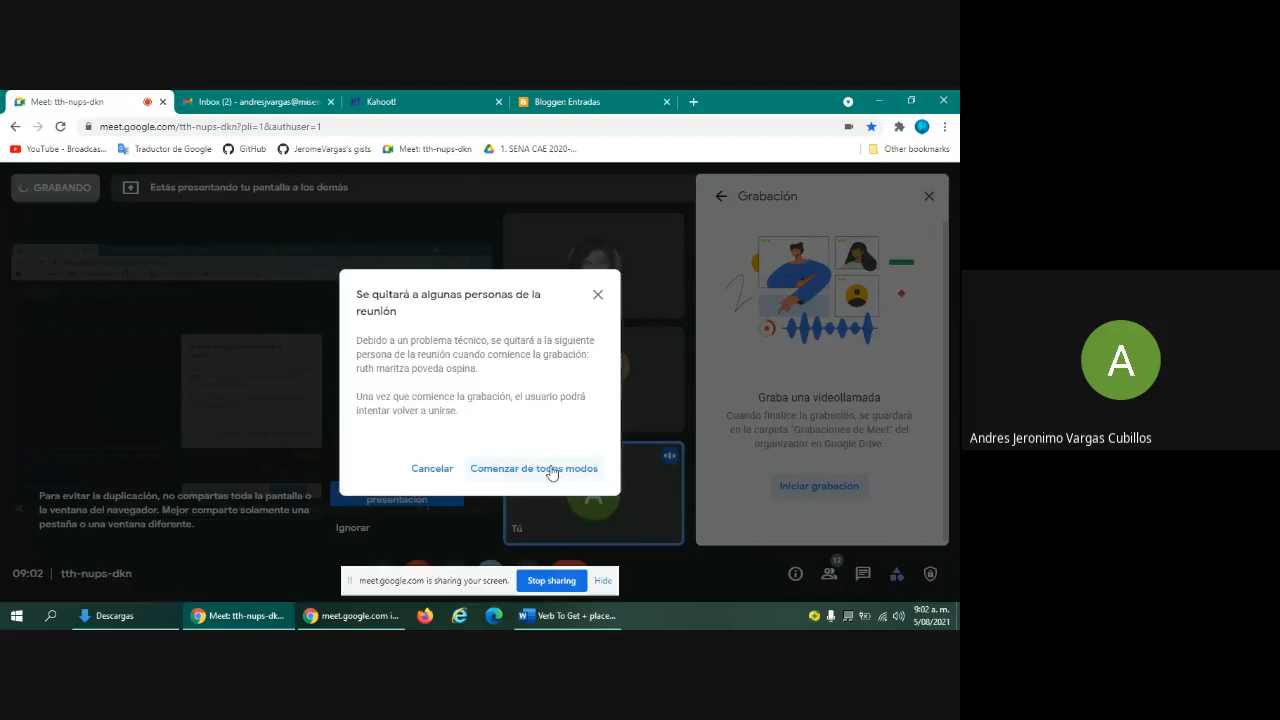 Meet: tth-nups-dkn
Inbox (2) - andresjvargas@misen
Kahoot!
Blogger: Entradas
meet.google.com/tth-nups-dkn?pli=1&authuser=1
YouTube - Broadcas...
Traductor de Google
GitHub
JeromeVargas's gists
Meet: tth-nups-dkn
1. SENA CAE 2020-...
Other bookmarks
GRABANDO
Estás presentando tu pantalla a los demás
Grabación
Se quitará a algunas personas de la
reunión
Debido a un problema técnico, se quitará a la siguiente
persona de la reunión cuando comience la grabación:
ruth maritza poveda ospina.
Una vez que comience la grabación, el usuario podrá
intentar volver a unirse.
Cancelar
Comenzar de todos modos
Graba una videollamada
Cuando finalice la grabación, se guardará
en la carpeta "Grabaciones de Meet" del
organizador en Google Drive.
Iniciar grabación
Para evitar la duplicación, no compartas toda la pantalla o
la ventana del navegador. Mejor comparte solamente una
pestaña o una ventana diferente.
presentación
Ignorar
A
Tú
A
Andres Jeronimo Vargas Cubillos
09:02 | tth-nups-dkn
12
meet.google.com is sharing your screen.
Stop sharing
Hide
Descargas
Meet: tth-nups-dk...
meet.google.com i...
Verb To Get + place...
9:02 a. m.
5/08/2021